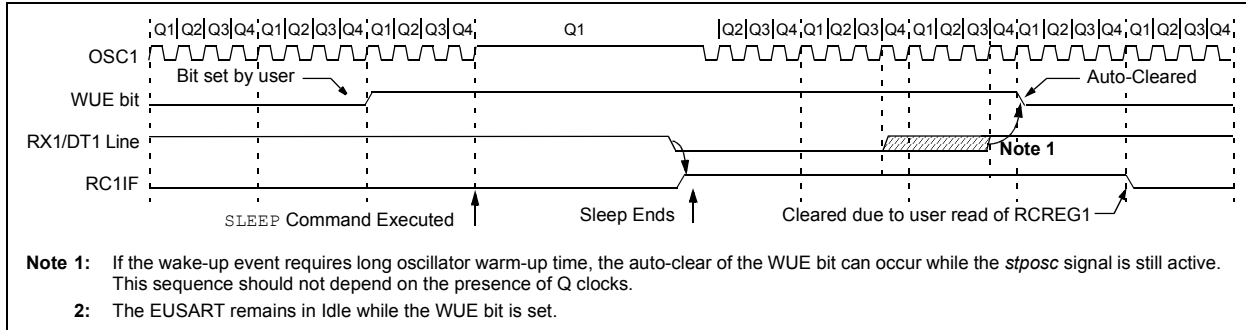 Q1 Q2 Q3 Q4 Q1 Q2 Q3 Q4 Q1 Q2 Q3 Q4 Q1 Q2 Q3 Q4 Q1 Q2 Q3 Q4 Q1 Q2 Q3 Q4 Q1 Q2 Q3 Q4 Q1 Q2 Q3 Q4
OSC1
Bit set by user
Auto-Cleared
WUE bit
RX1/DT1 Line
Note 1
RC1IF
SLEEP Command Executed
Sleep Ends
Cleared due to user read of RCREG1
Note 1: If the wake-up event requires long oscillator warm-up time, the auto-clear of the WUE bit can occur while the stposc signal is still active.
This sequence should not depend on the presence of Q clocks.
2: The EUSART remains in Idle while the WUE bit is set.